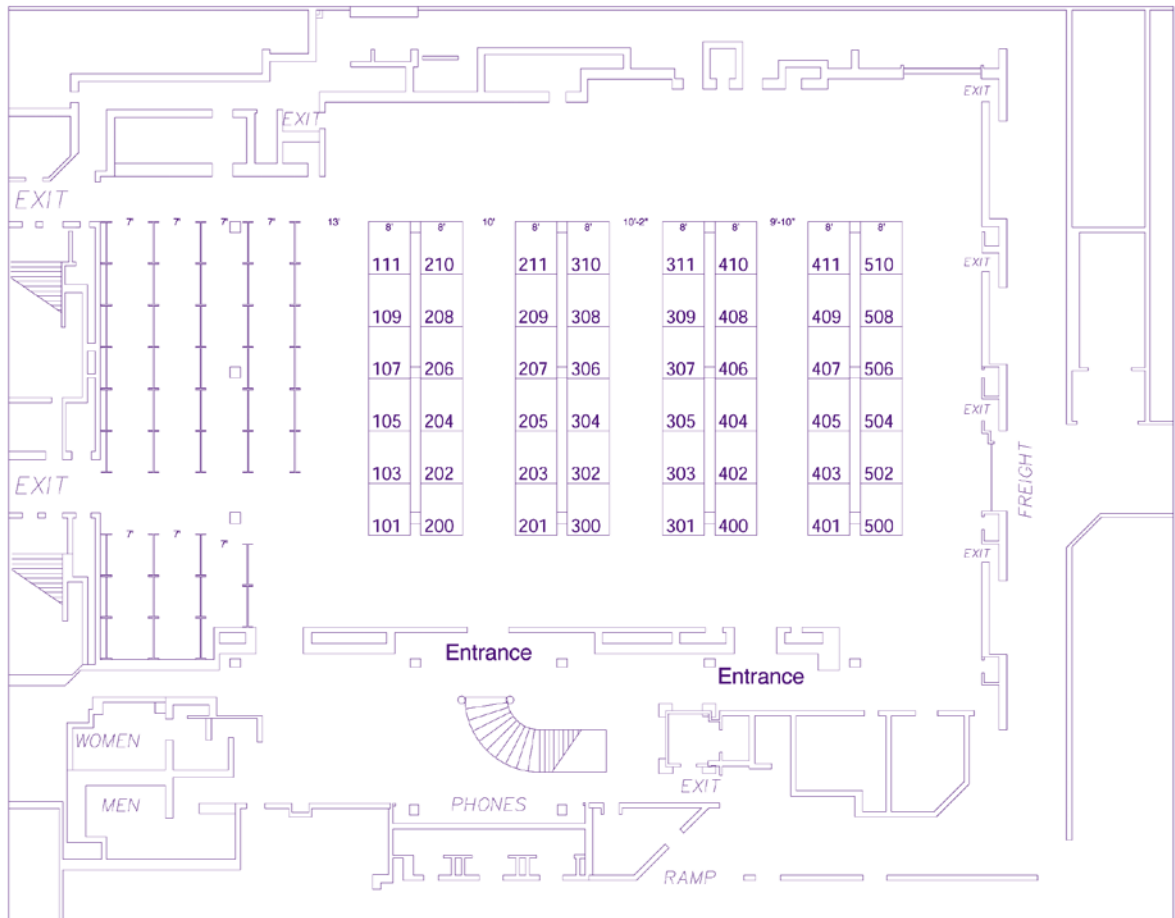 EXIT
EXIT
EXIT
7' 7' 7' 7' 13' 8' 8' 10' 8' 8' 10'-2" 8' 8' 9'-10" 8' 8'
111 210 211 310 311 410 411 510
EXIT
109 208 209 308 309 408 409 508
107 206 207 306 307 406 407 506
EXIT
105 204 205 304 305 404 405 504
103 202 203 302 303 402 403 502
EXIT
FREIGHT
101 200 201 300 301 400 401 500
7' 7' 7'
EXIT
Entrance
Entrance
WOMEN
EXIT
MEN
PHONES
RAMP